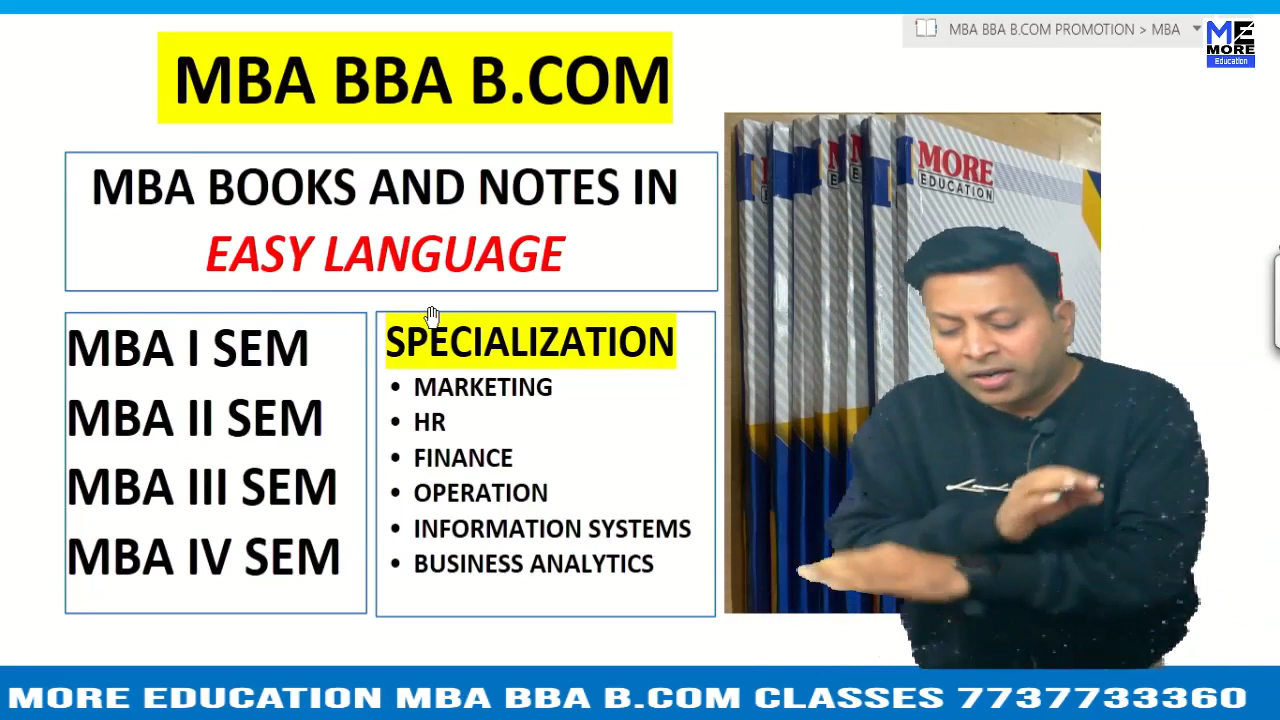 MBA BBA B.COM PROMOTION > MBA
ME
MORE
Education
MBA BBA B.COM
MBA BOOKS AND NOTES IN
EASY LANGUAGE
MBA I SEM
MBA II SEM
MBA III SEM
MBA IV SEM
SPECIALIZATION
• MARKETING
• HR
• FINANCE
• OPERATION
• INFORMATION SYSTEMS
• BUSINESS ANALYTICS
MORE
EDUCATION
MORE EDUCATION MBA BBA B.COM CLASSES 7737733360